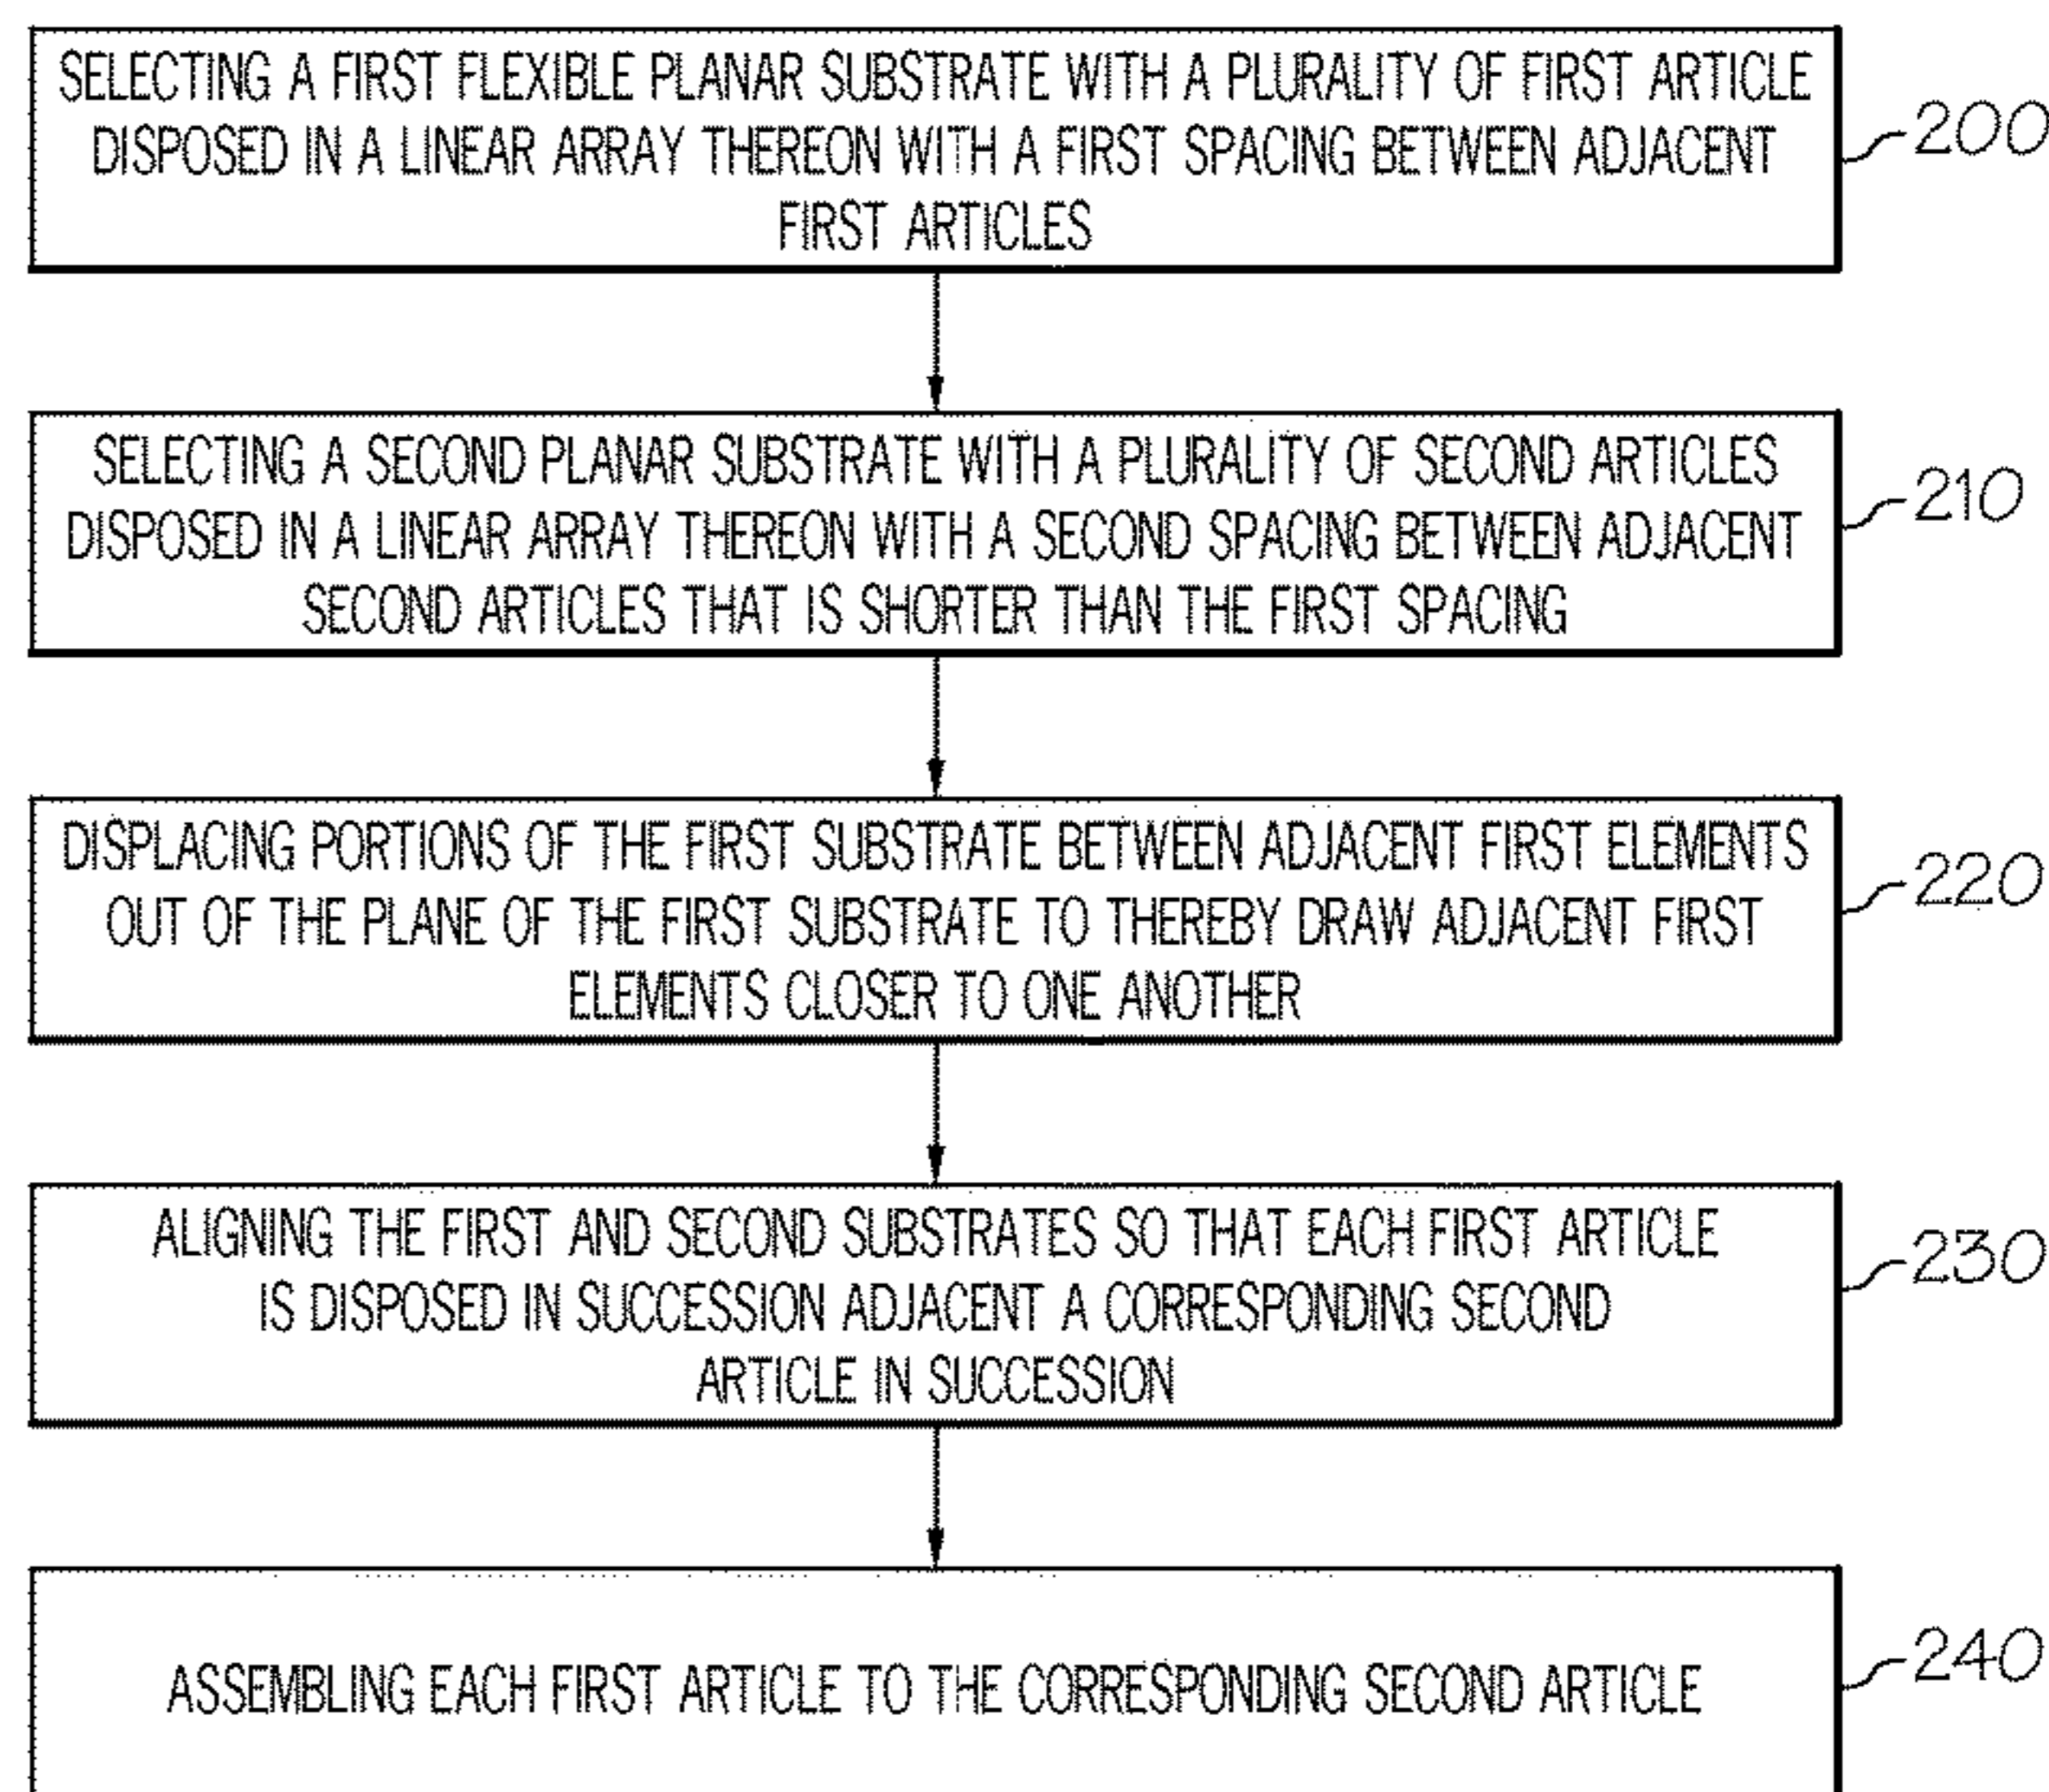 SELECTING A FIRST FLEXIBLE PLANAR SUBSTRATE WITH A PLURALITY OF FIRST ARTICLE
DISPOSED IN A LINEAR ARRAY THEREON WITH A FIRST SPACING BETWEEN ADJACENT
FIRST ARTICLES
200
SELECTING A SECOND PLANAR SUBSTRATE WITH A PLURALITY OF SECOND ARTICLES
DISPOSED IN A LINEAR ARRAY THEREON WITH A SECOND SPACING BETWEEN ADJACENT
SECOND ARTICLES THAT IS SHORTER THAN THE FIRST SPACING
210
DISPLACING PORTIONS OF THE FIRST SUBSTRATE BETWEEN ADJACENT FIRST ELEMENTS
OUT OF THE PLANE OF THE FIRST SUBSTRATE TO THEREBY DRAW ADJACENT FIRST
ELEMENTS CLOSER TO ONE ANOTHER
220
ALIGNING THE FIRST AND SECOND SUBSTRATES SO THAT EACH FIRST ARTICLE
IS DISPOSED IN SUCCESSION ADJACENT A CORRESPONDING SECOND
ARTICLE IN SUCCESSION
230
ASSEMBLING EACH FIRST ARTICLE TO THE CORRESPONDING SECOND ARTICLE
240